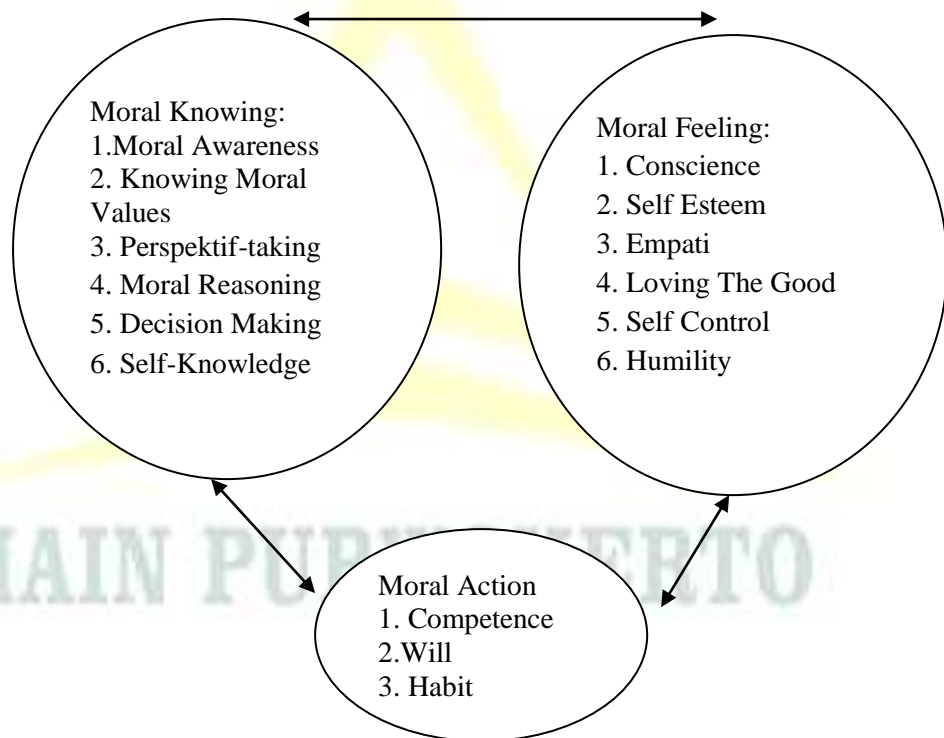 Moral Knowing:
1.Moral Awareness
2. Knowing Moral
Values
3. Perspektif-taking
4. Moral Reasoning
5. Decision Making
6. Self-Knowledge
Moral Feeling:
1. Conscience
2. Self Esteem
3. Empati
4. Loving The Good
5. Self Control
6. Humility
Moral Action
1. Competence
2.Will
3. Habit